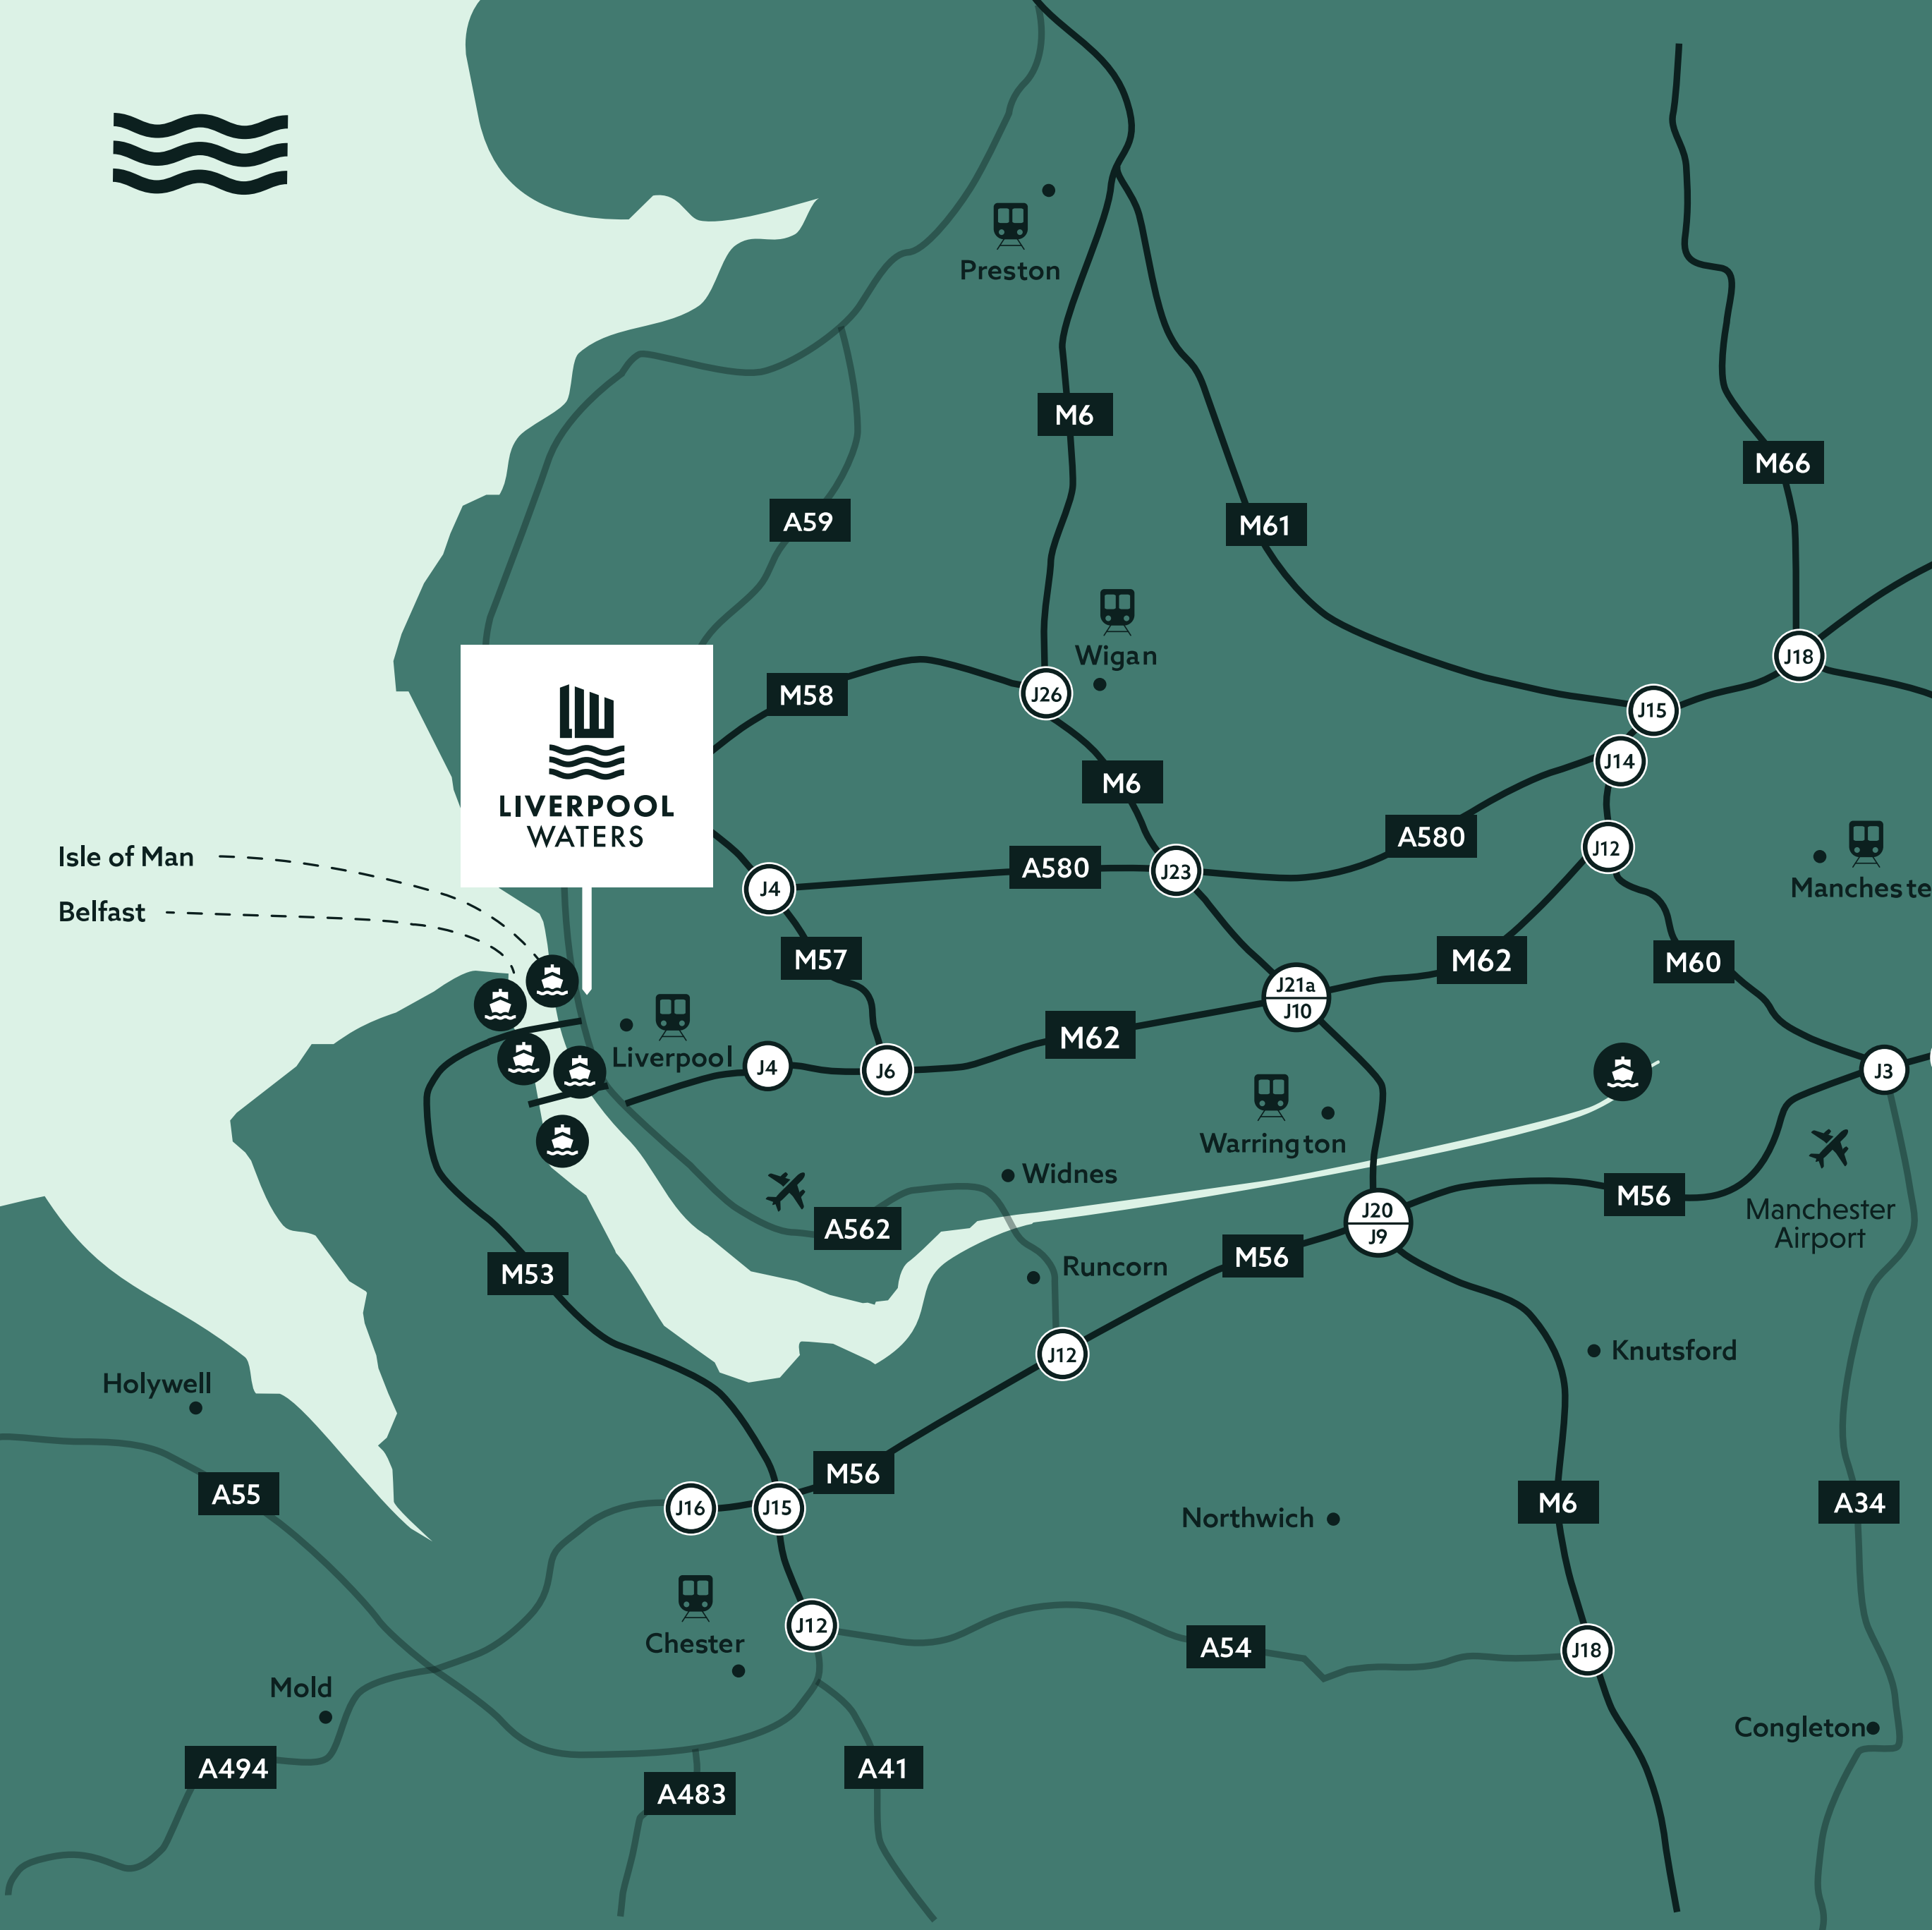 Preston
M6
M66
A59
M61
Wigan
J18
M58
J26
J15
LIVERPOOL
WATERS
J14
M6
A580
Isle of Man
J12
A580
J23
J4
Mancheste
Belfast
M57
M62
M60
J21a
J10
Liverpool
M62
J4
J6
J3
Warrington
Widnes
M56
Manchester
Airport
A562
J20
J9
M56
Runcorn
M53
J12
Knutsford
Holywell
M56
A55
J16
J15
Northwich
M6
A34
J12
Chester
A54
J18
Mold
Congleton
A494
A41
A483